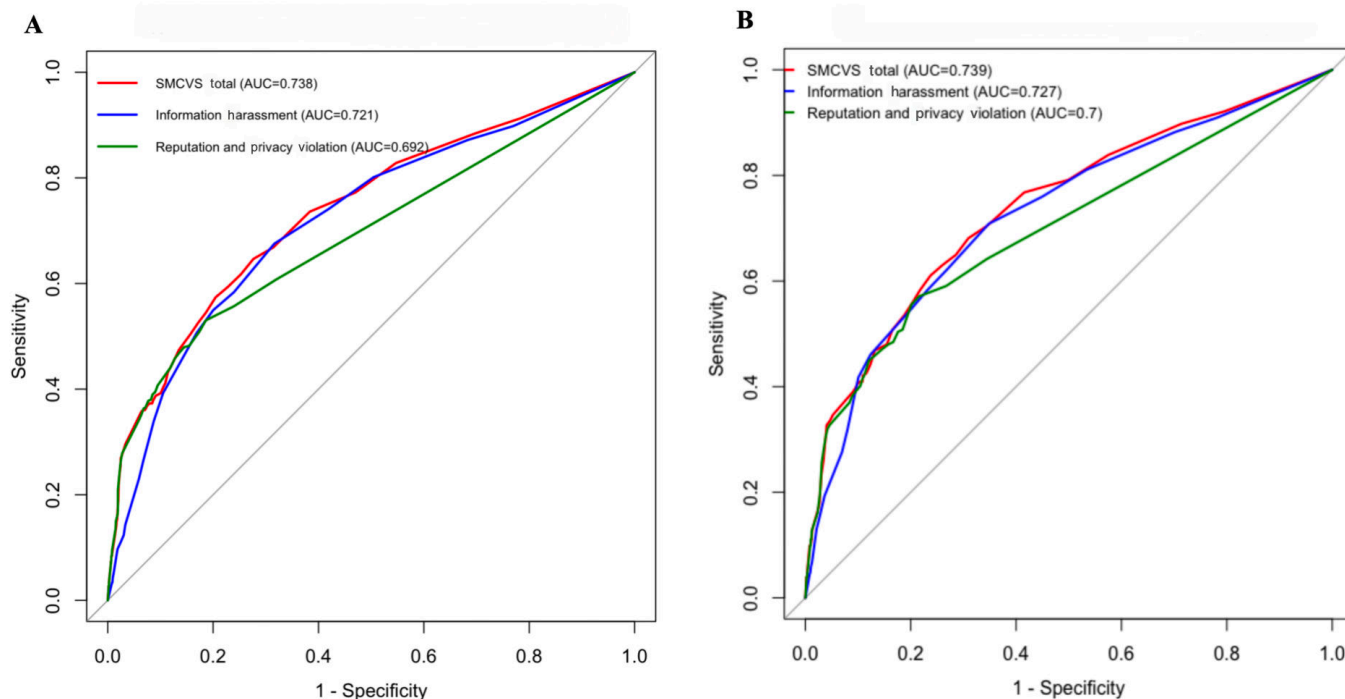 A
SMCVS total (AUC=0.738)
Information harassment (AUC=0.721)
Reputation and privacy violation (AUC=0.692)
Sensitivity
1.0
0.8
0.6
0.4
0.2
0.0
0.0 0.2 0.4 0.6 0.8 1.0
1 - Specificity
B
SMCVS total (AUC=0.739)
Information harassment (AUC=0.727)
Reputation and privacy violation (AUC=0.7)
Sensitivity
1.0
0.8
0.6
0.4
0.2
0.0
0.0 0.2 0.4 0.6 0.8 1.0
1 - Specificity